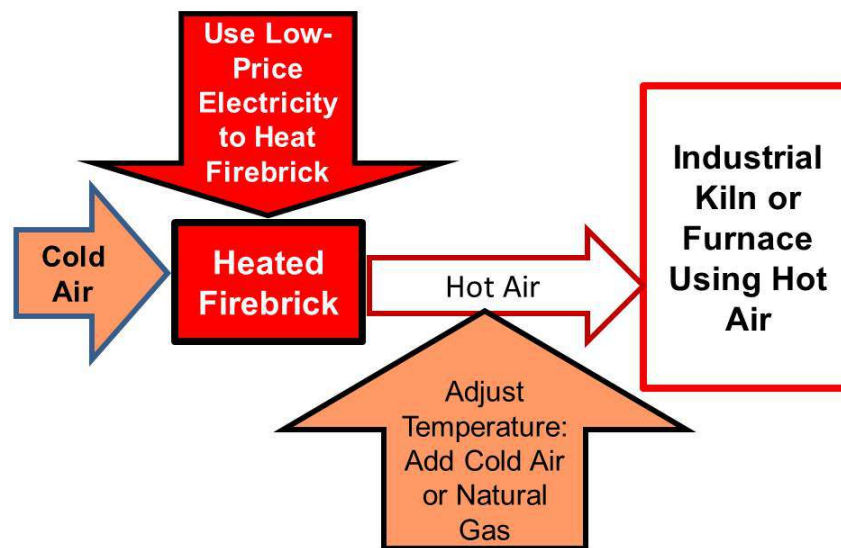 Use Low-
Price
Electricity
to Heat
Firebrick
Cold
Air
Heated
Firebrick
Hot Air
Industrial
Kiln or
Furnace
Using Hot
Air
Adjust
Temperature:
Add Cold Air
or Natural
Gas